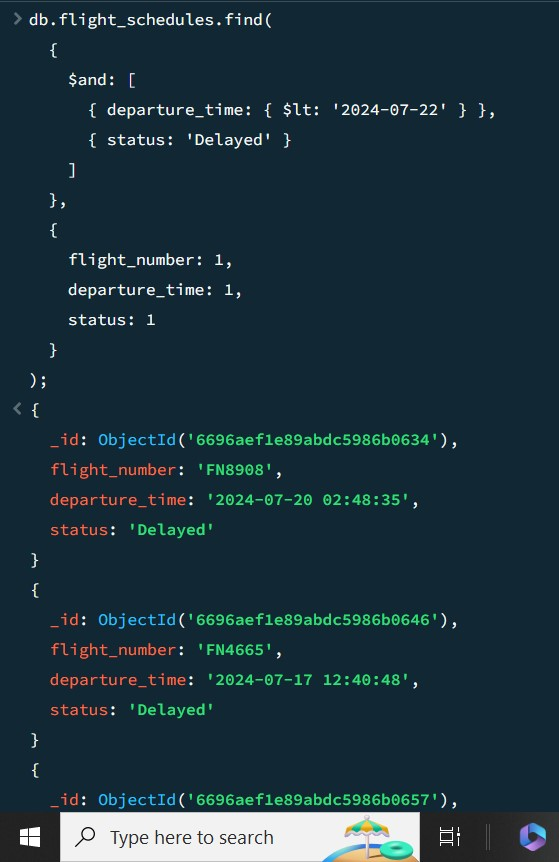 > db.flight_schedules.find(
{
$and: [
{ departure_time: { $lt: '2024-07-22' } },
{ status: 'Delayed' }
]
},
{
flight_number: 1,
departure_time: 1,
status: 1
}
);
< {
_id: ObjectId('6696aef1e89abdc5986b0634'),
flight_number: 'FN8908',
departure_time: '2024-07-20 02:48:35',
status: 'Delayed'
}
{
_id: ObjectId('6696aef1e89abdc5986b0646'),
flight_number: 'FN4665',
departure_time: '2024-07-17 12:40:48',
status: 'Delayed'
}
{
_id: ObjectId('6696aef1e89abdc5986b0657'),
Type here to search